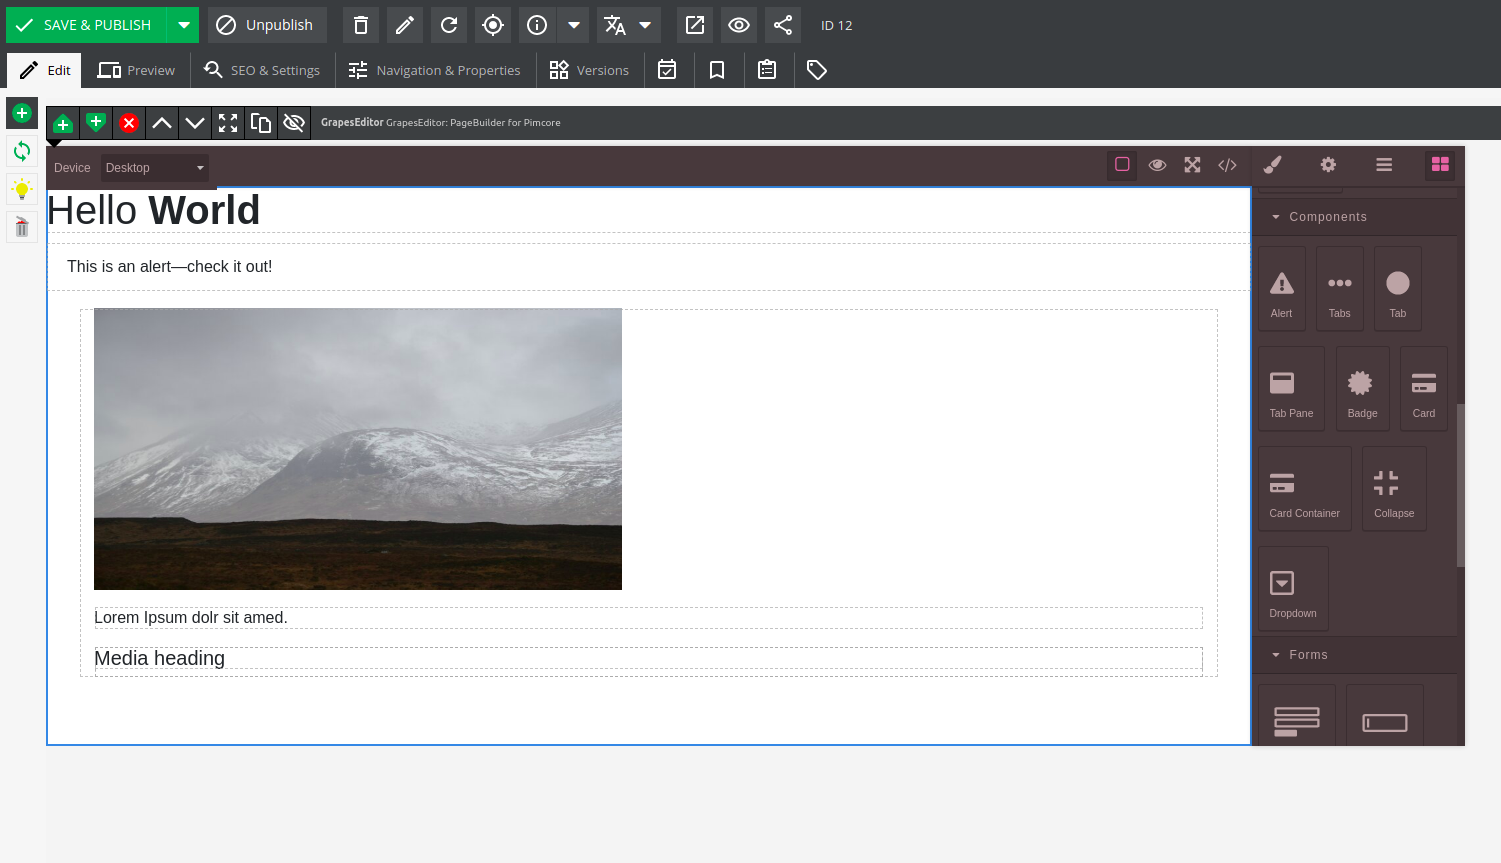 SAVE & PUBLISH
Unpublish
ID 12
Edit
Preview
SEO & Settings
Navigation & Properties
Versions
GrapesEditor GrapesEditor: PageBuilder for Pimcore
Device
Desktop
Hello World
This is an alert—check it out!
Lorem Ipsum dolr sit amed.
Media heading
Components
Alert
Tabs
Tab
Tab Pane
Badge
Card
Card Container
Collapse
Dropdown
Forms